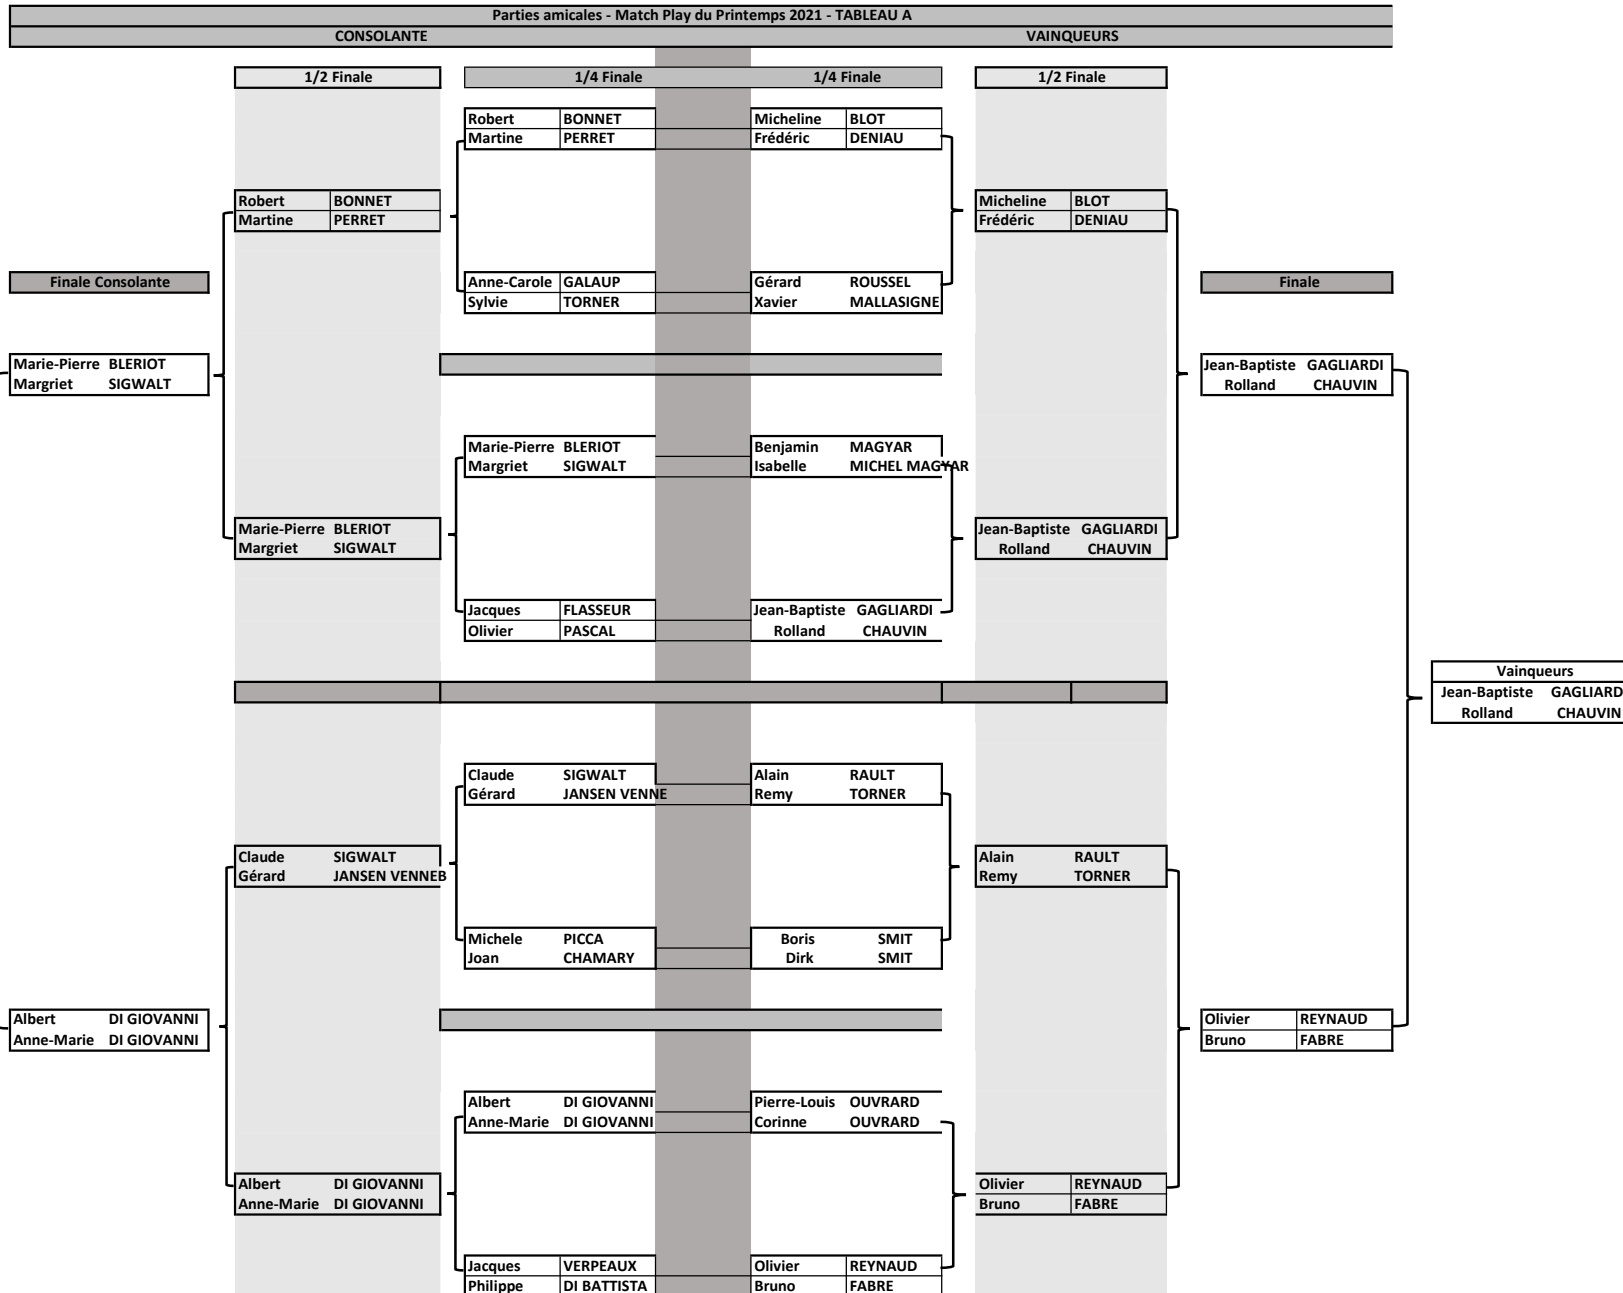 Parties amicales - Match Play du Printemps 2021 - TABLEAU A
CONSOLANTE VAINQUEURS
1/2 Finale 1/4 Finale 1/4 Finale 1/2 Finale
Robert BONNET Micheline BLOT
Martine PERRET Frédéric DENIAU
Robert BONNET Micheline BLOT
Martine PERRET Frédéric DENIAU
Finale Consolante Anne-Carole GALAUP Gérard ROUSSEL Finale
Sylvie TORNER Xavier MALLASIGNE
Marie-Pierre BLERIOT Jean-Baptiste GAGLIARDI
Margriet SIGWALT Rolland CHAUVIN
Marie-Pierre BLERIOT Benjamin MAGYAR
Margriet SIGWALT Isabelle MICHEL MAGYAR
Marie-Pierre BLERIOT Jean-Baptiste GAGLIARDI
Margriet SIGWALT Rolland CHAUVIN
Jacques FLASSEUR Jean-Baptiste GAGLIARDI
Olivier PASCAL Rolland CHAUVIN
Vainqueurs
Jean-Baptiste GAGLIARD
Rolland CHAUVIN
Claude SIGWALT Alain RAULT
Gérard JANSEN VENNE Remy TORNER
Claude SIGWALT Alain RAULT
Gérard JANSEN VENNEB Remy TORNER
Michele PICCA Boris SMIT
Joan CHAMARY Dirk SMIT
Albert DI GIOVANNI Olivier REYNAUD
Anne-Marie DI GIOVANNI Bruno FABRE
Albert DI GIOVANNI Pierre-Louis OUVRARD
Anne-Marie DI GIOVANNI Corinne OUVRARD
Albert DI GIOVANNI Olivier REYNAUD
Anne-Marie DI GIOVANNI Bruno FABRE
Jacques VERPEAUX Olivier REYNAUD
Philippe DI BATTISTA Bruno FABRE